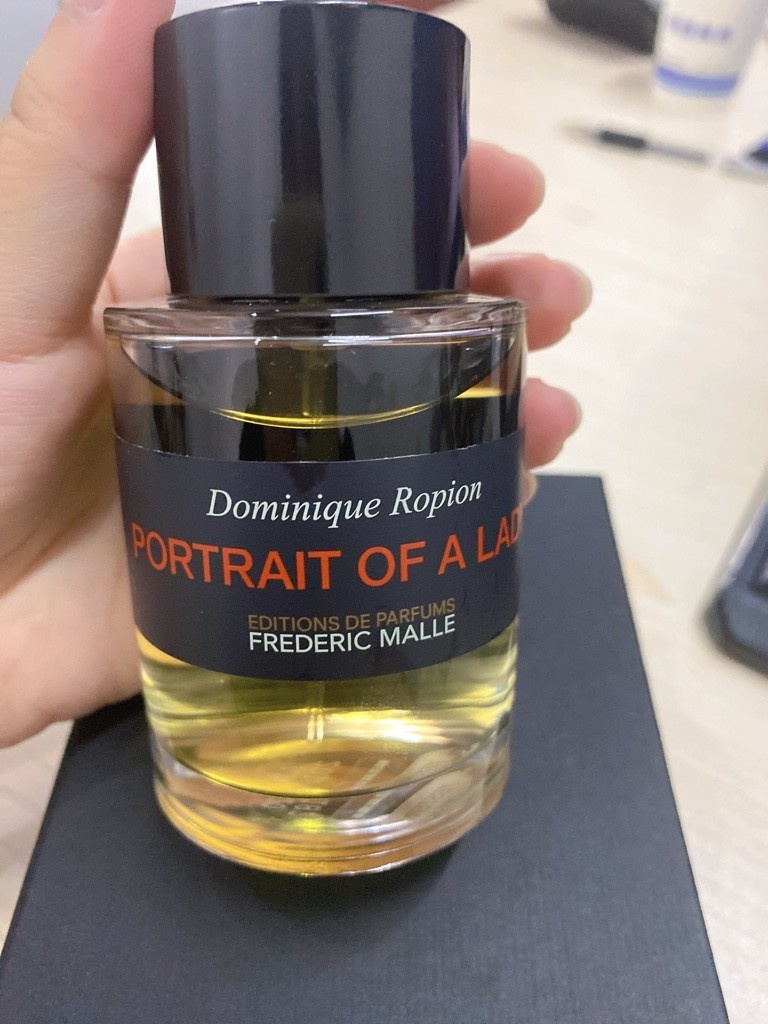 Dominique Ropion
PORTRAIT OF A LAD
EDITIONS DE PARFUMS
FREDERIC MALLE